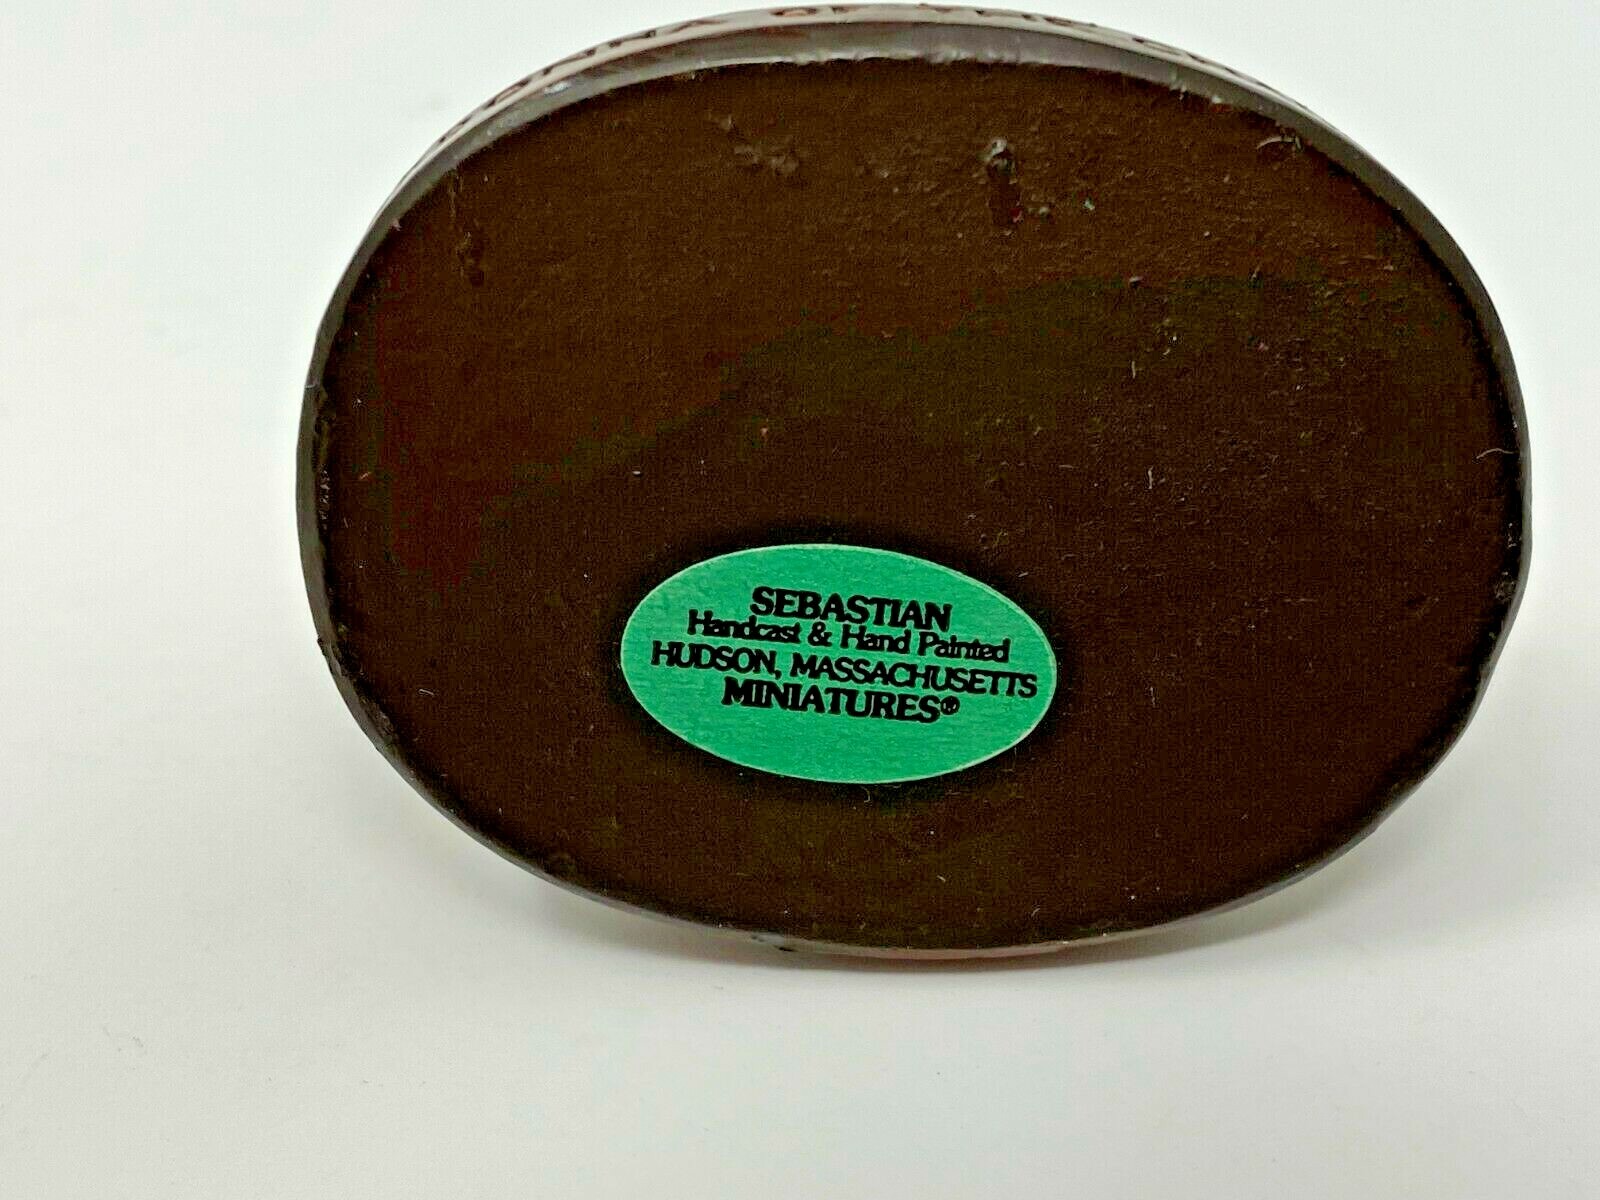 SEBASTIAN
Handcast & Hand Painted
HUDSON, MASSACHUSETTS
MINIATURES®